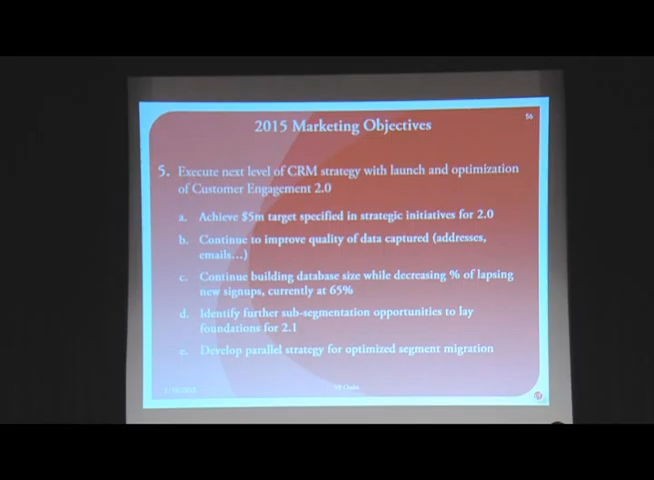 2015 Marketing Objectives
56
5. Execute next level of CRM strategy with launch and optimization
of Customer Engagement 2.0
a. Achieve $5m target specified in strategic initiatives for 2.0
b. Continue to improve quality of data captured (addresses,
emails...)
c. Continue building database size while decreasing % of lapsing
new signups, currently at 65%
d. Identify further sub-segmentation opportunities to lay
foundations for 2.1
e. Develop parallel strategy for optimized segment migration